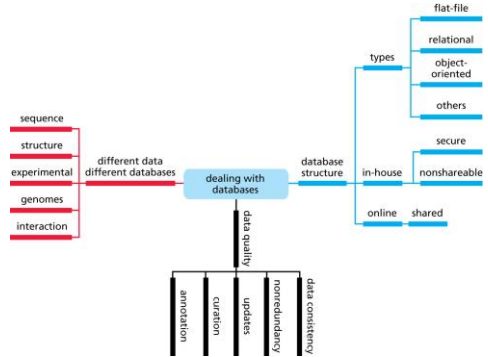 sequence
structure
experimental
genomes
interaction
different data
different databases
dealing with
databases
database
structure
types
flat-file
relational
object-
oriented
others
in-house
secure
nonshareable
online
shared
data quality
annotation
curation
updates
nonredundancy
data consistency